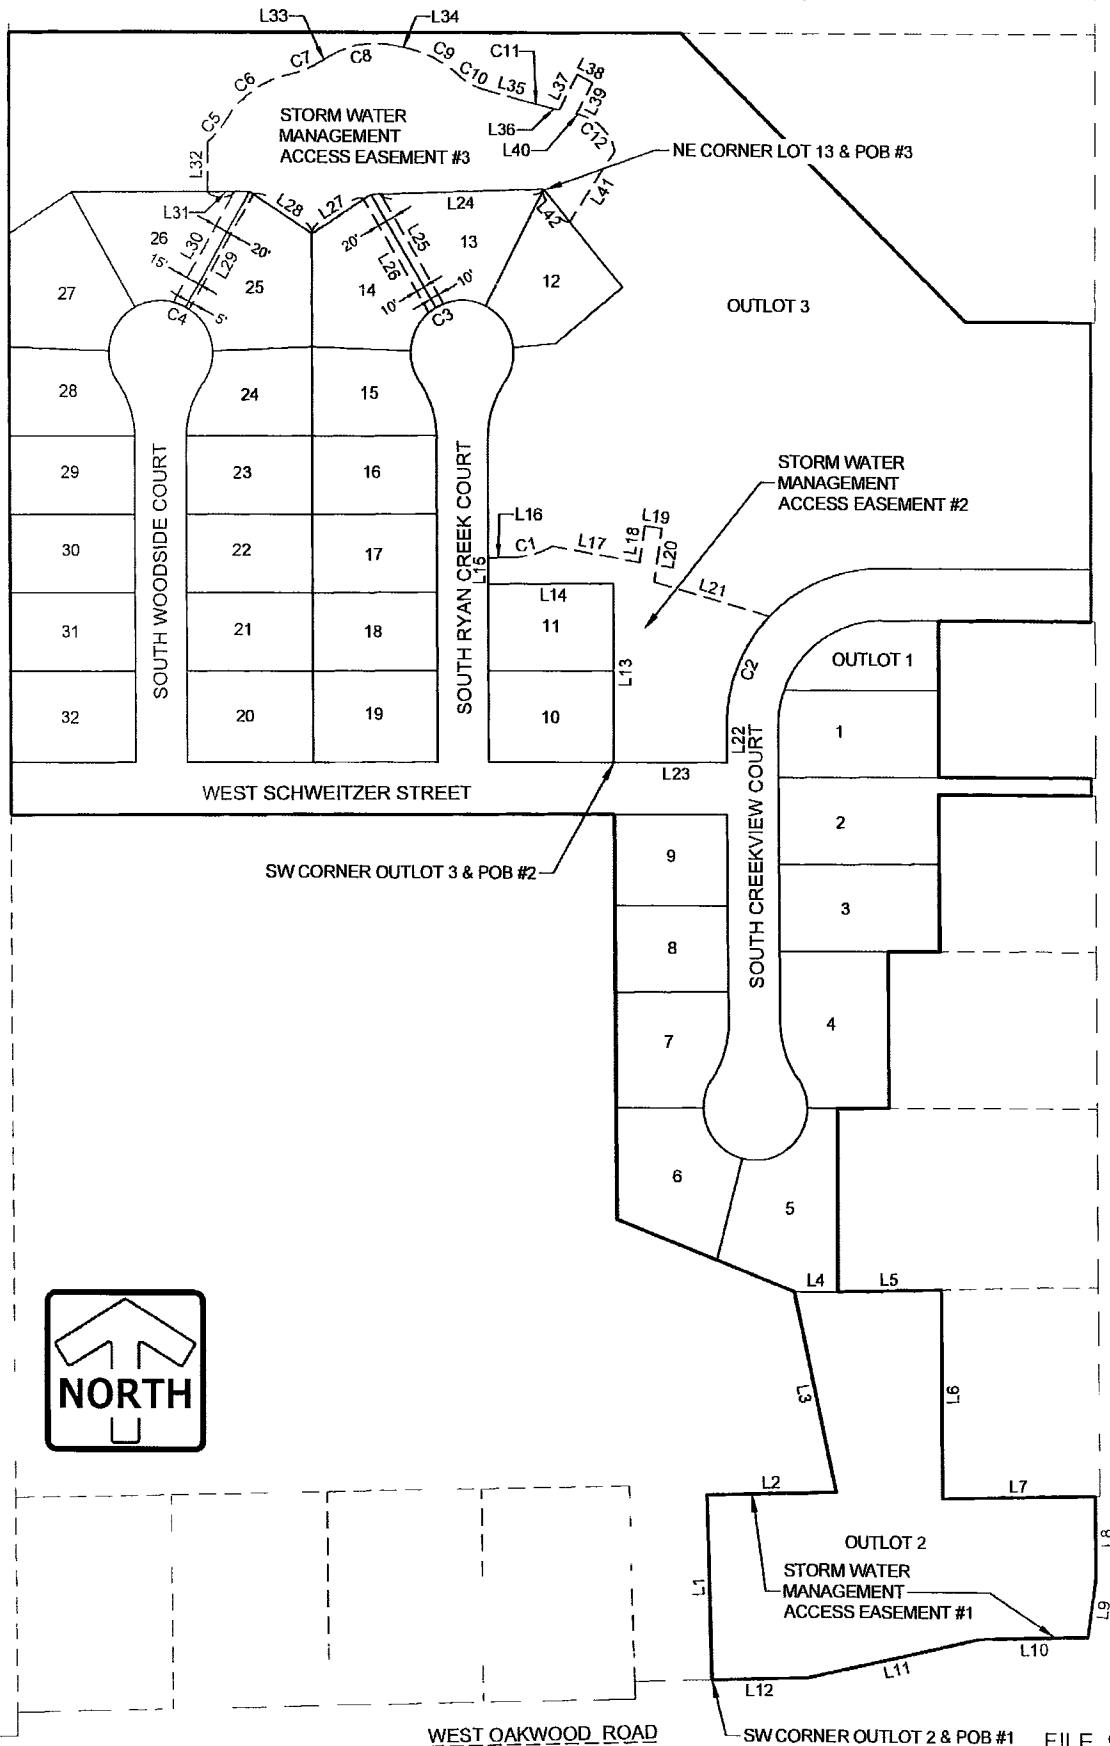 L33
L34
C7
C8
C9
C11
C6
C10
L35
L37
L38
L39
C5
STORM WATER
MANAGEMENT
ACCESS EASEMENT #3
L36
L40
C12
L32
NE CORNER LOT 13 & POB #3
L31
L28
L27
L24
L41
L42
26
L30
20'
L25
13
15'
L29
L26
27
25
14
12
10'
10'
C4
5'
C3
20'
OUTLOT 3
28
24
15
29
23
16
SOUTH WOODSIDE COURT
SOUTH RYAN CREEK COURT
STORM WATER
MANAGEMENT
ACCESS EASEMENT #2
L16
L19
C1
L17
L18
L20
30
22
17
L15
L14
L21
31
21
18
11
L13
C2
OUTLOT 1
32
20
19
10
L22
1
L23
WEST SCHWEITZER STREET
SOUTH CREEKVIEW COURT
2
SW CORNER OUTLOT 3 & POB #2
9
3
8
7
4
6
5
L4
L5
NORTH
L3
L6
L2
L7
OUTLOT 2
L8
STORM WATER
MANAGEMENT
ACCESS EASEMENT #1
L1
L9
L10
L11
L12
WEST OAKWOOD ROAD
SW CORNER OUTLOT 2 & POB #1
FILE